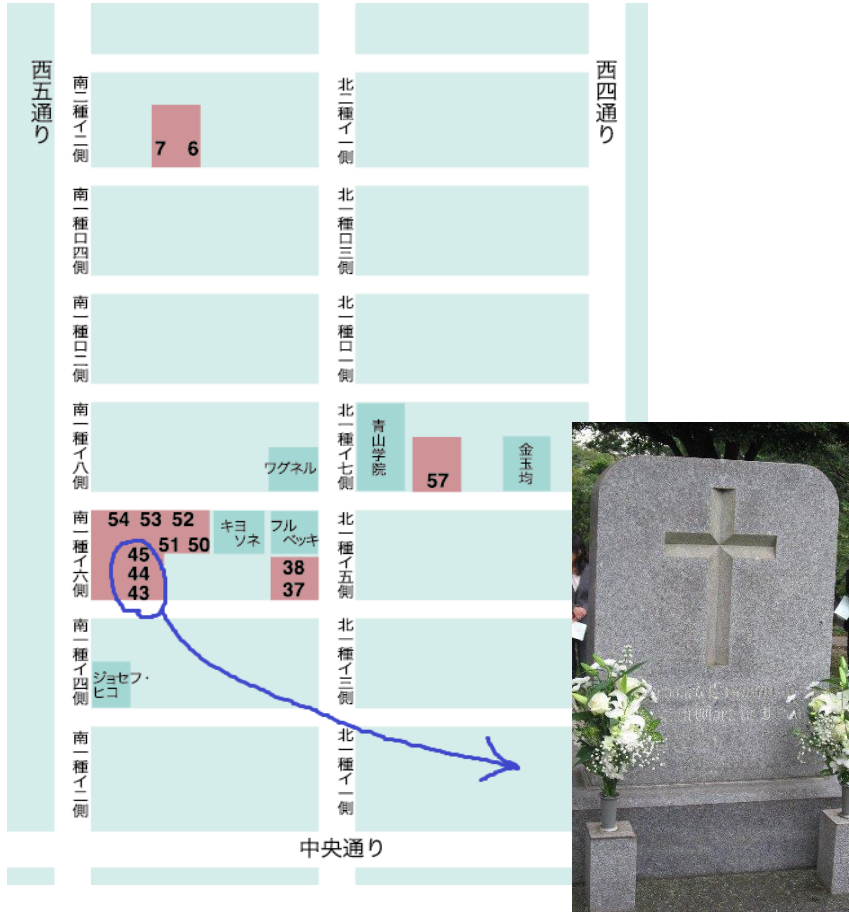 西五通り
西四通り
南二種イ二側
北二種イ一側
7 6
南一種ロ四側
北一種ロ三側
南一種ロ二側
北一種ロ一側
南一種イ八側
ワグネル
北一種イ七側
青山学院
57
金玉均
南一種イ六側
54 53 52
51 50
45
44
43
キヨ
ソネ
フル
ベッキ
38
37
北一種イ五側
南一種イ四側
ジョセフ・
ヒコ
北一種イ三側
南一種イ二側
北一種イ一側
中央通り